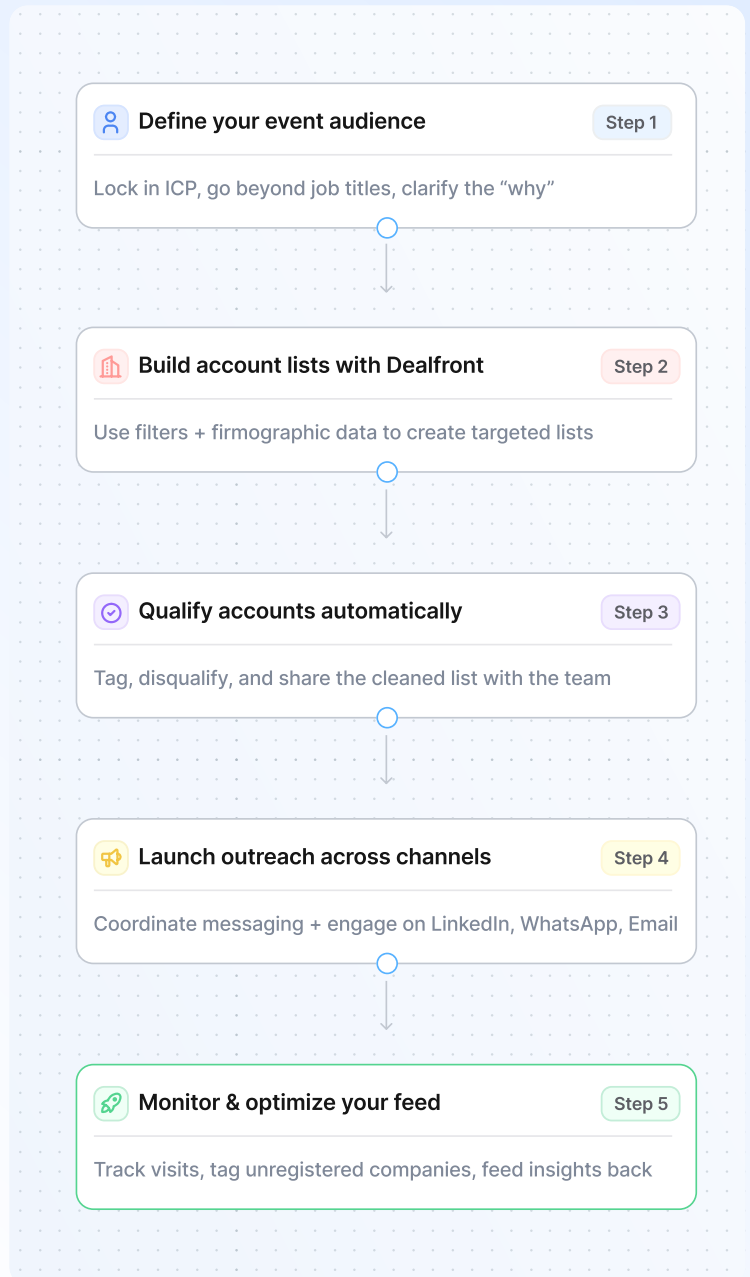 Define your event audience
Step 1
Lock in ICP, go beyond job titles, clarify the “why”
Build account lists with Dealfront
Step 2
Use filters + firmographic data to create targeted lists
Qualify accounts automatically
Step 3
Tag, disqualify, and share the cleaned list with the team
Launch outreach across channels
Step 4
Coordinate messaging + engage on LinkedIn, WhatsApp, Email
Monitor & optimize your feed
Step 5
Track visits, tag unregistered companies, feed insights back